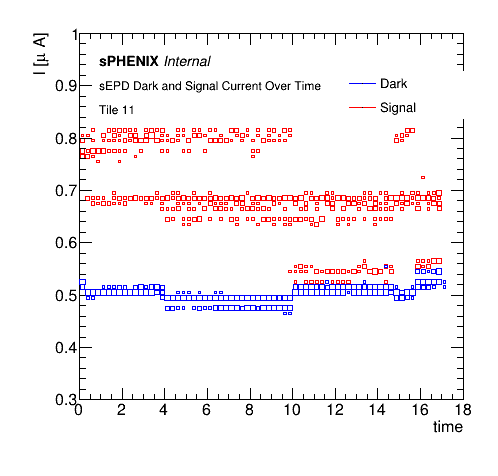 I [μ A]
1
sPHENIX Internal
0.9
sEPD Dark and Signal Current Over Time
Dark
Tile 11
Signal
0.8
0.7
0.6
0.5
0.4
0.3
0 2 4 6 8 10 12 14 16 18
time